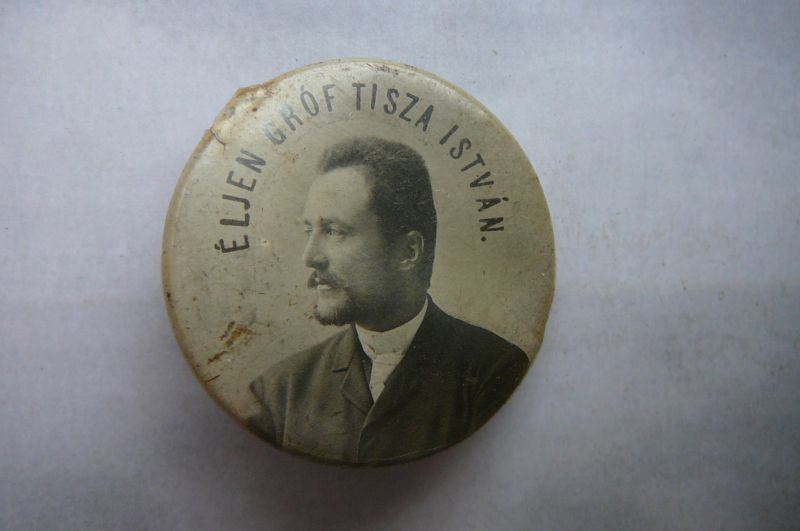 ÉLJEN GRÓF TISZA ISTVÁN.